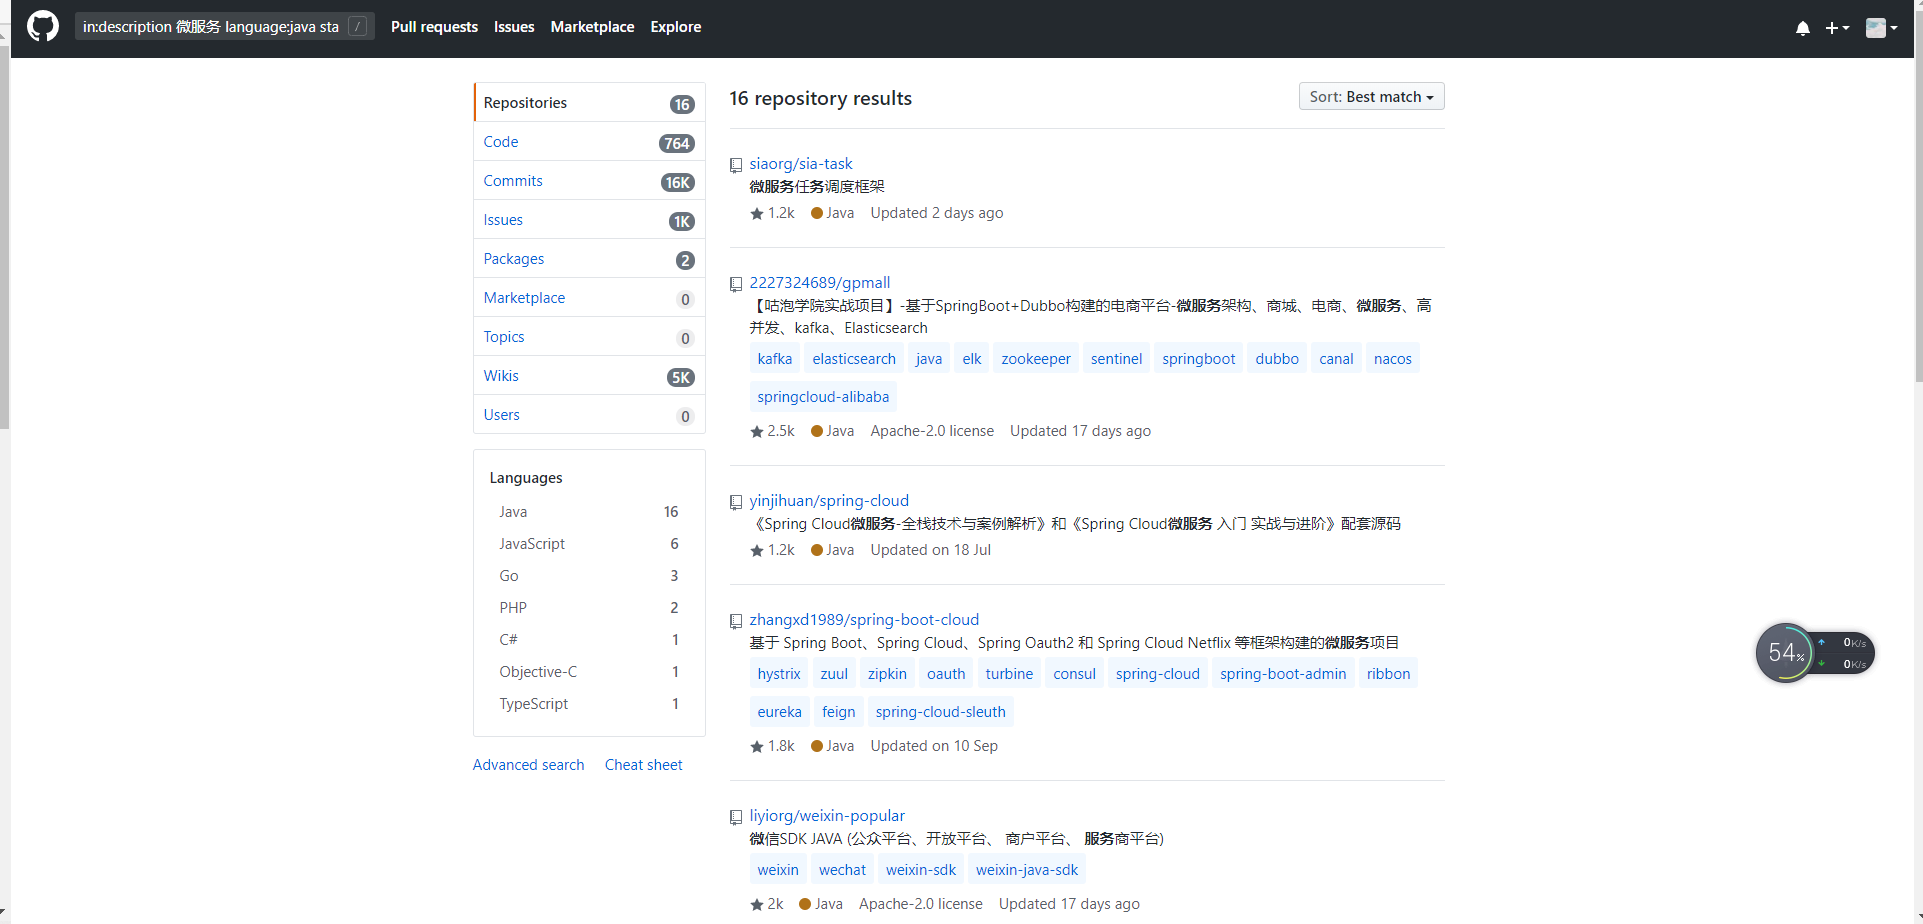 in:description 微服务 language:java sta /
Pull requests Issues Marketplace Explore
Repositories 16
Code 764
Commits 16K
Issues 1K
Packages 2
Marketplace 0
Topics 0
Wikis 5K
Users 0
Languages
Java 16
JavaScript 6
Go 3
PHP 2
C# 1
Objective-C 1
TypeScript 1
Advanced search Cheat sheet
16 repository results
Sort: Best match
siaorg/sia-task
微服务任务调度框架
1.2k Java Updated 2 days ago
2227324689/gpmall
【咕泡学院实战项目】-基于SpringBoot+Dubbo构建的电商平台-微服务架构、商城、电商、微服务、高
并发、kafka、Elasticsearch
kafka elasticsearch java elk zookeeper sentinel springboot dubbo canal nacos
springcloud-alibaba
2.5k Java Apache-2.0 license Updated 17 days ago
yinjihuan/spring-cloud
《Spring Cloud微服务-全栈技术与案例解析》和《Spring Cloud微服务 入门 实战与进阶》配套源码
1.2k Java Updated on 18 Jul
zhangxd1989/spring-boot-cloud
基于 Spring Boot、Spring Cloud、Spring Oauth2 和 Spring Cloud Netflix 等框架构建的微服务项目
hystrix zuul zipkin oauth turbine consul spring-cloud spring-boot-admin ribbon
eureka feign spring-cloud-sleuth
1.8k Java Updated on 10 Sep
liyiorg/weixin-popular
微信SDK JAVA (公众平台、开放平台、 商户平台、 服务商平台)
weixin wechat weixin-sdk weixin-java-sdk
2k Java Apache-2.0 license Updated 17 days ago
54%
0K/s
0K/s